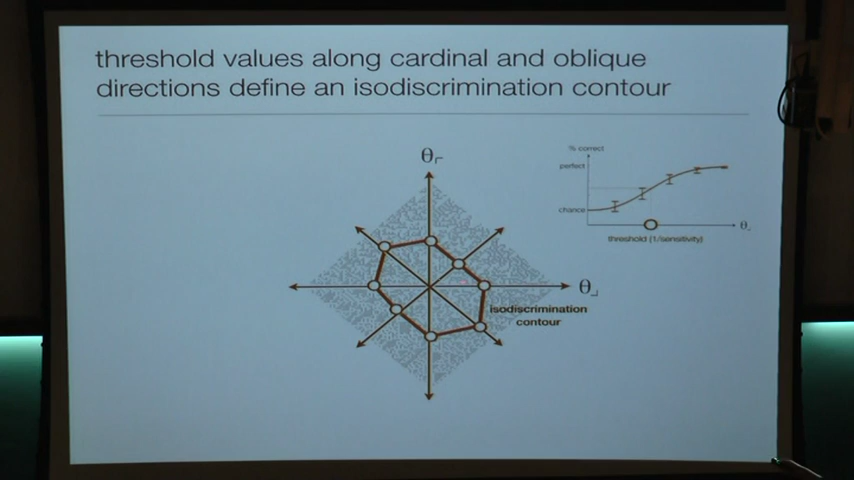 threshold values along cardinal and oblique
directions define an isodiscrimination contour
θ⌌
% correct
perfect
chance
θ⌟
threshold (1/sensitivity)
θ⌟
isodiscrimination
contour